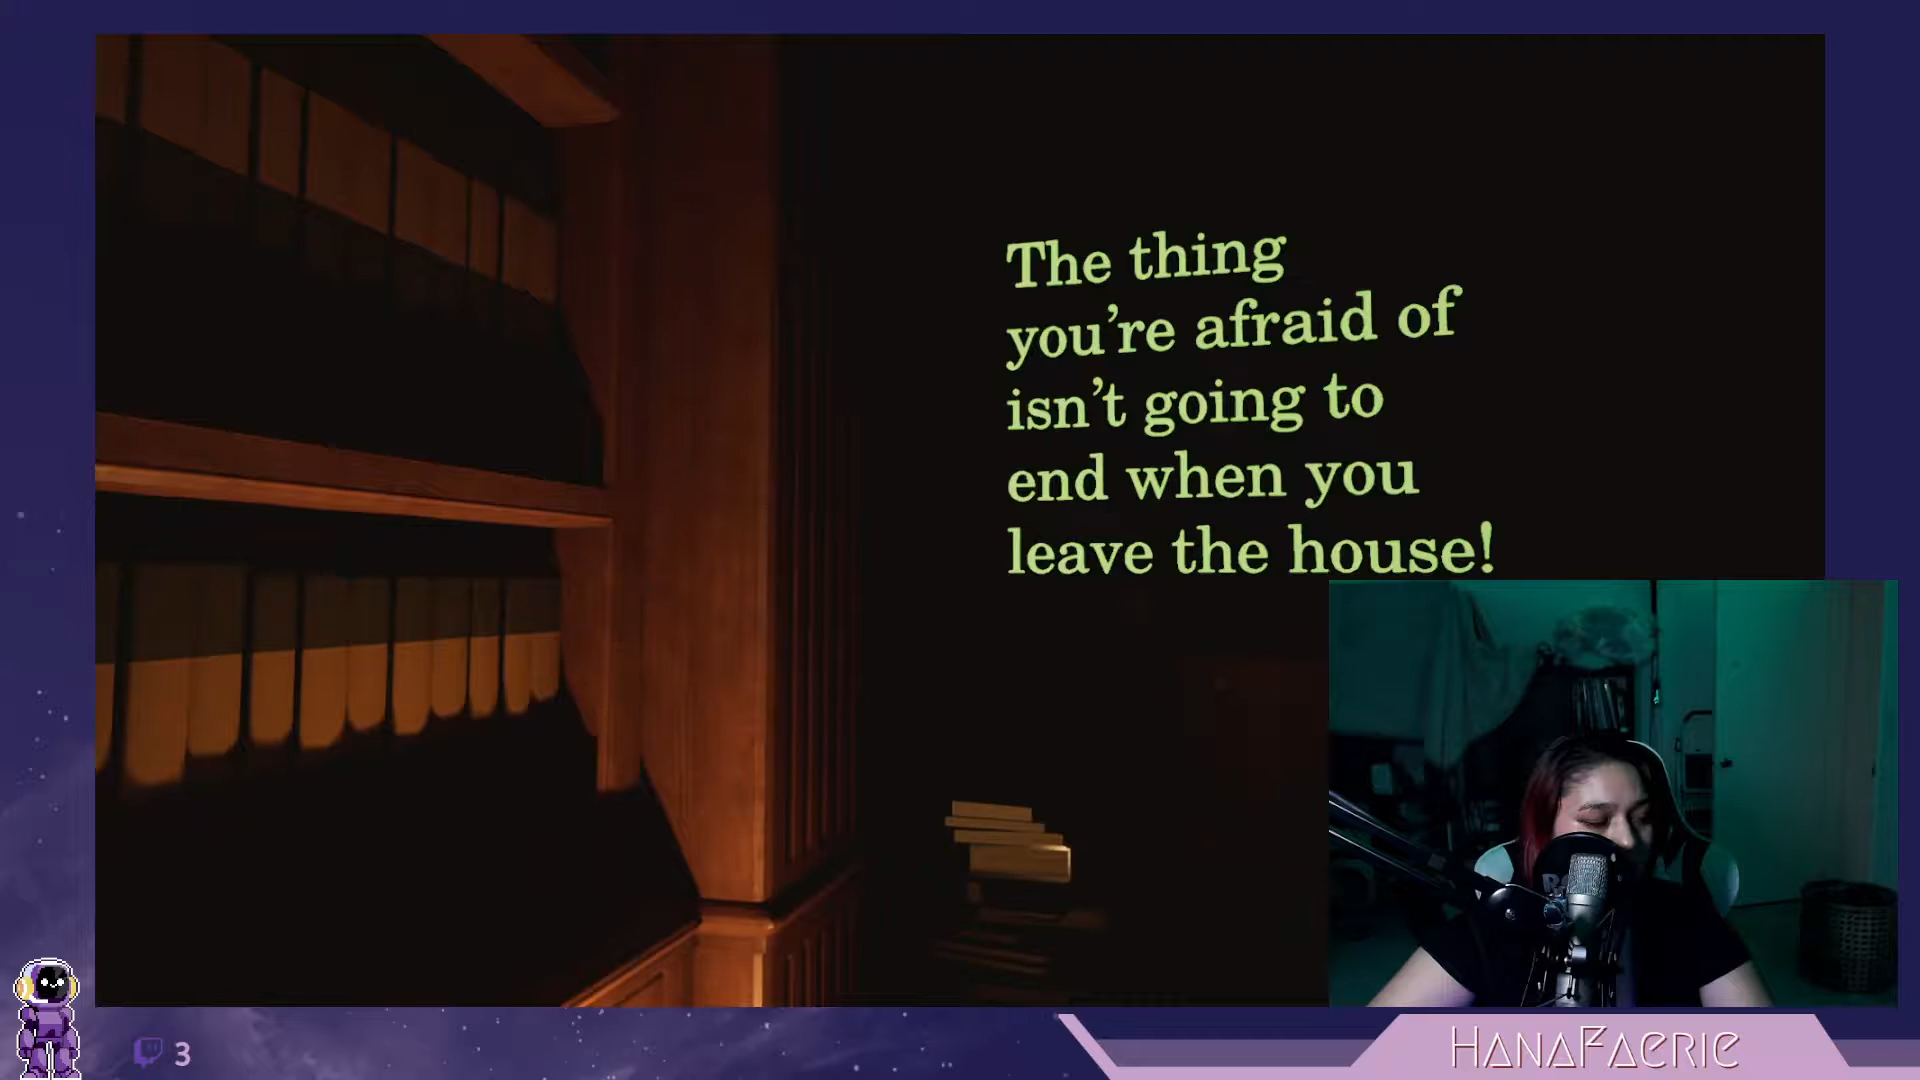 The thing
you’re afraid of
isn’t going to
end when you
leave the house!
3
HANAFAERIE